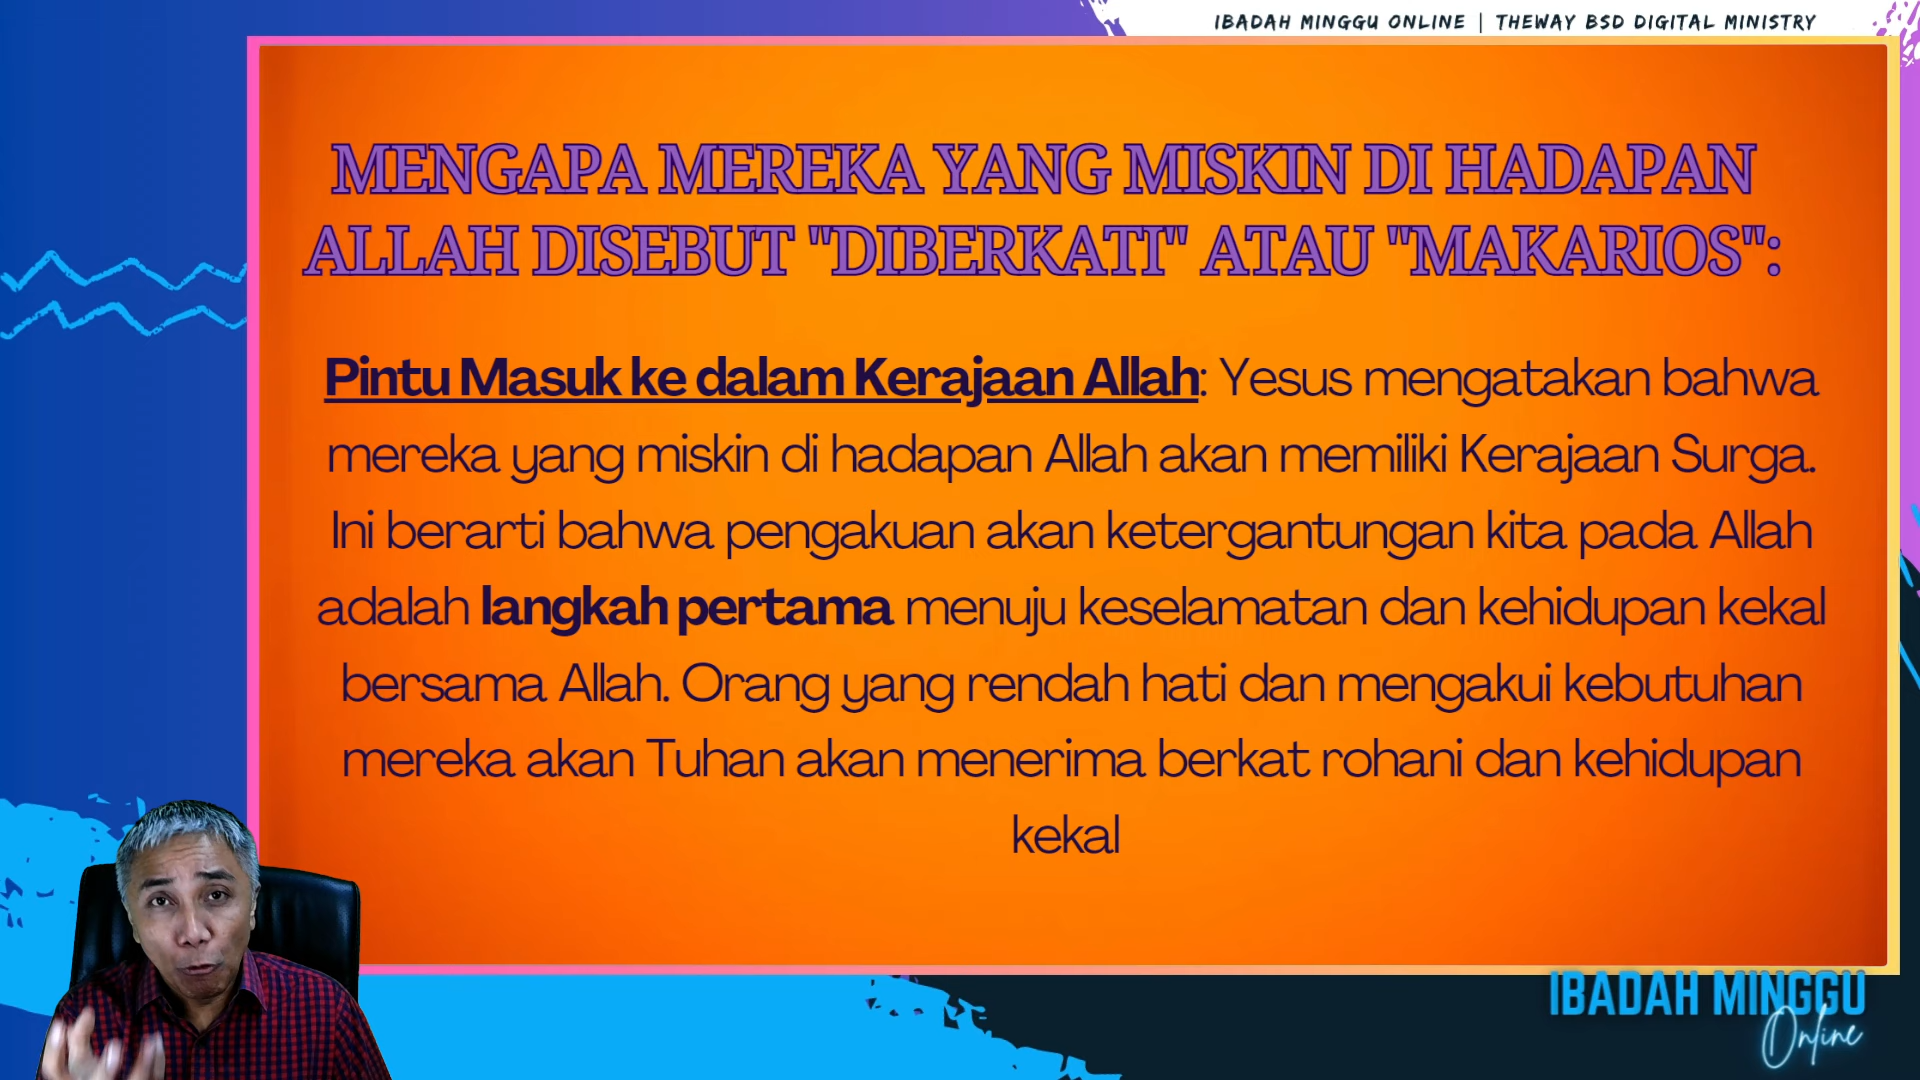 IBADAH MINGGU ONLINE | THEWAY BSD DIGITAL MINISTRY
MENGAPA MEREKA YANG MISKIN DI HADAPAN
ALLAH DISEBUT "DIBERKATI" ATAU "MAKARIOS":
Pintu Masuk ke dalam Kerajaan Allah: Yesus mengatakan bahwa
mereka yang miskin di hadapan Allah akan memiliki Kerajaan Surga.
Ini berarti bahwa pengakuan akan ketergantungan kita pada Allah
adalah langkah pertama menuju keselamatan dan kehidupan kekal
bersama Allah. Orang yang rendah hati dan mengakui kebutuhan
mereka akan Tuhan akan menerima berkat rohani dan kehidupan
kekal
IBADAH MINGGU
Online